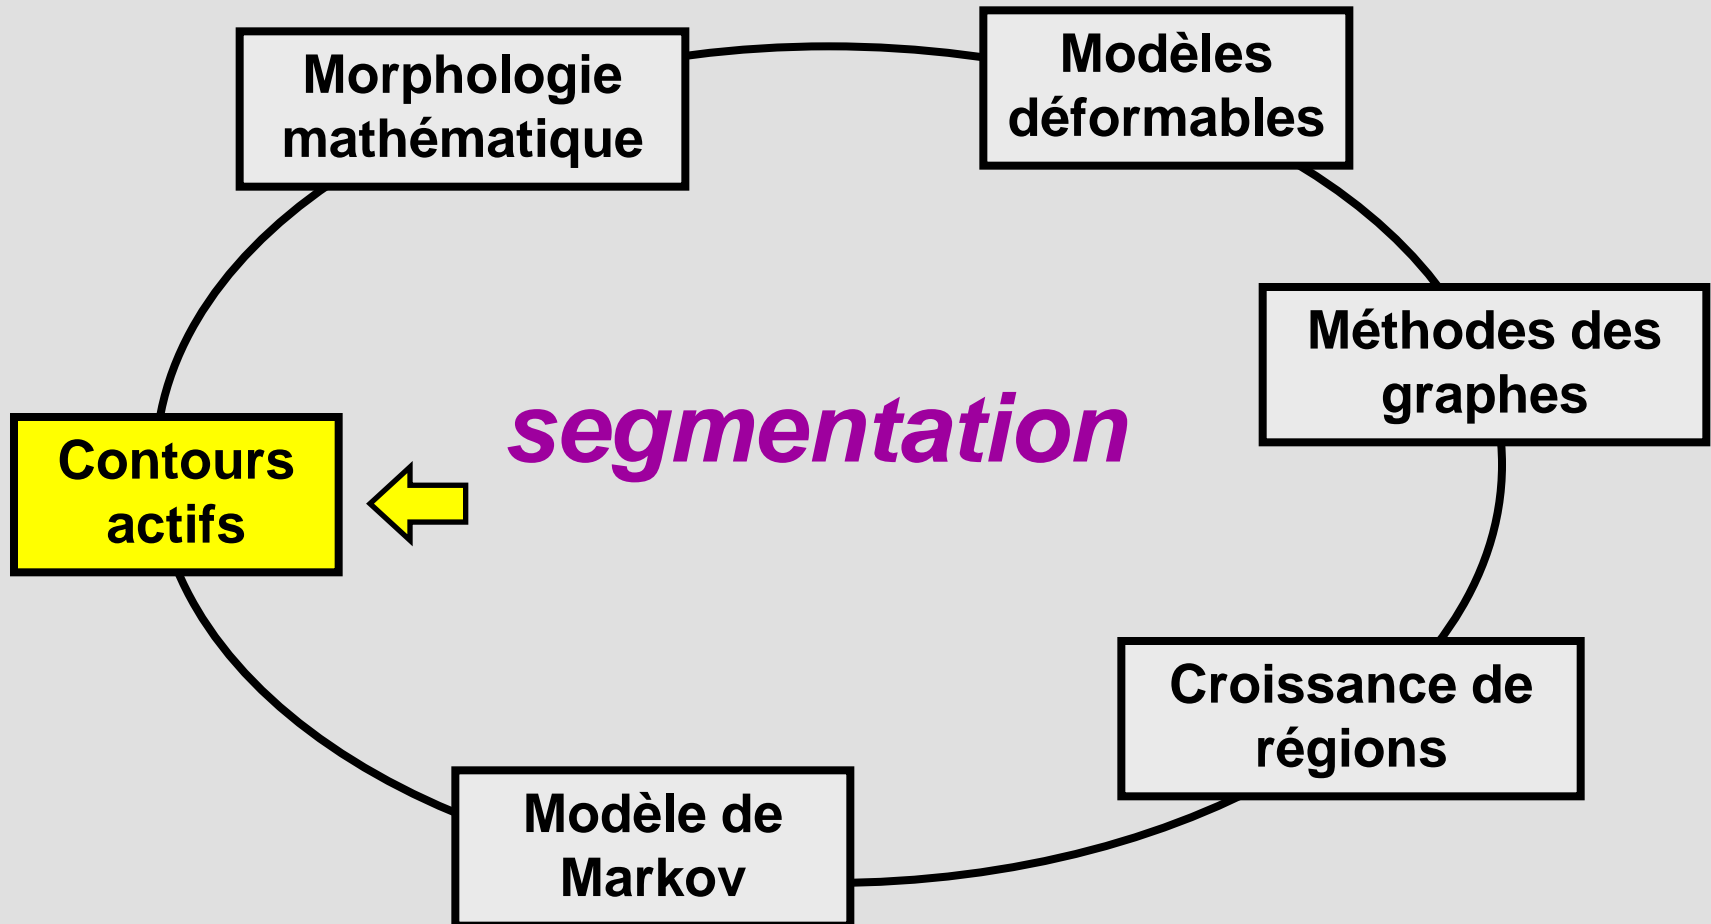 Morphologie
mathématique
Modèles
déformables
Méthodes des
graphes
segmentation
Contours
actifs
Croissance de
régions
Modèle de
Markov